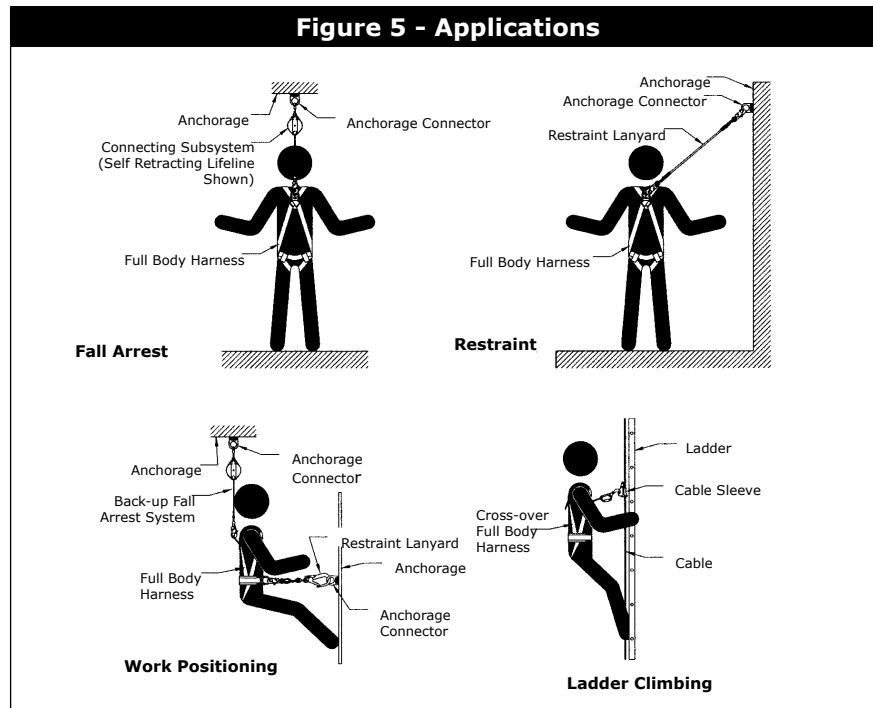 Figure 5 - Applications
Anchorage
Anchorage Connector
Connecting Subsystem
(Self Retracting Lifeline
Shown)
Full Body Harness
Fall Arrest
Anchorage
Anchorage Connector
Restraint Lanyard
Full Body Harness
Restraint
Anchorage
Anchorage
Connector
Back-up Fall
Arrest System
Restraint Lanyard
Full Body
Harness
Anchorage
Anchorage
Connector
Work Positioning
Ladder
Cable Sleeve
Cross-over
Full Body
Harness
Cable
Ladder Climbing